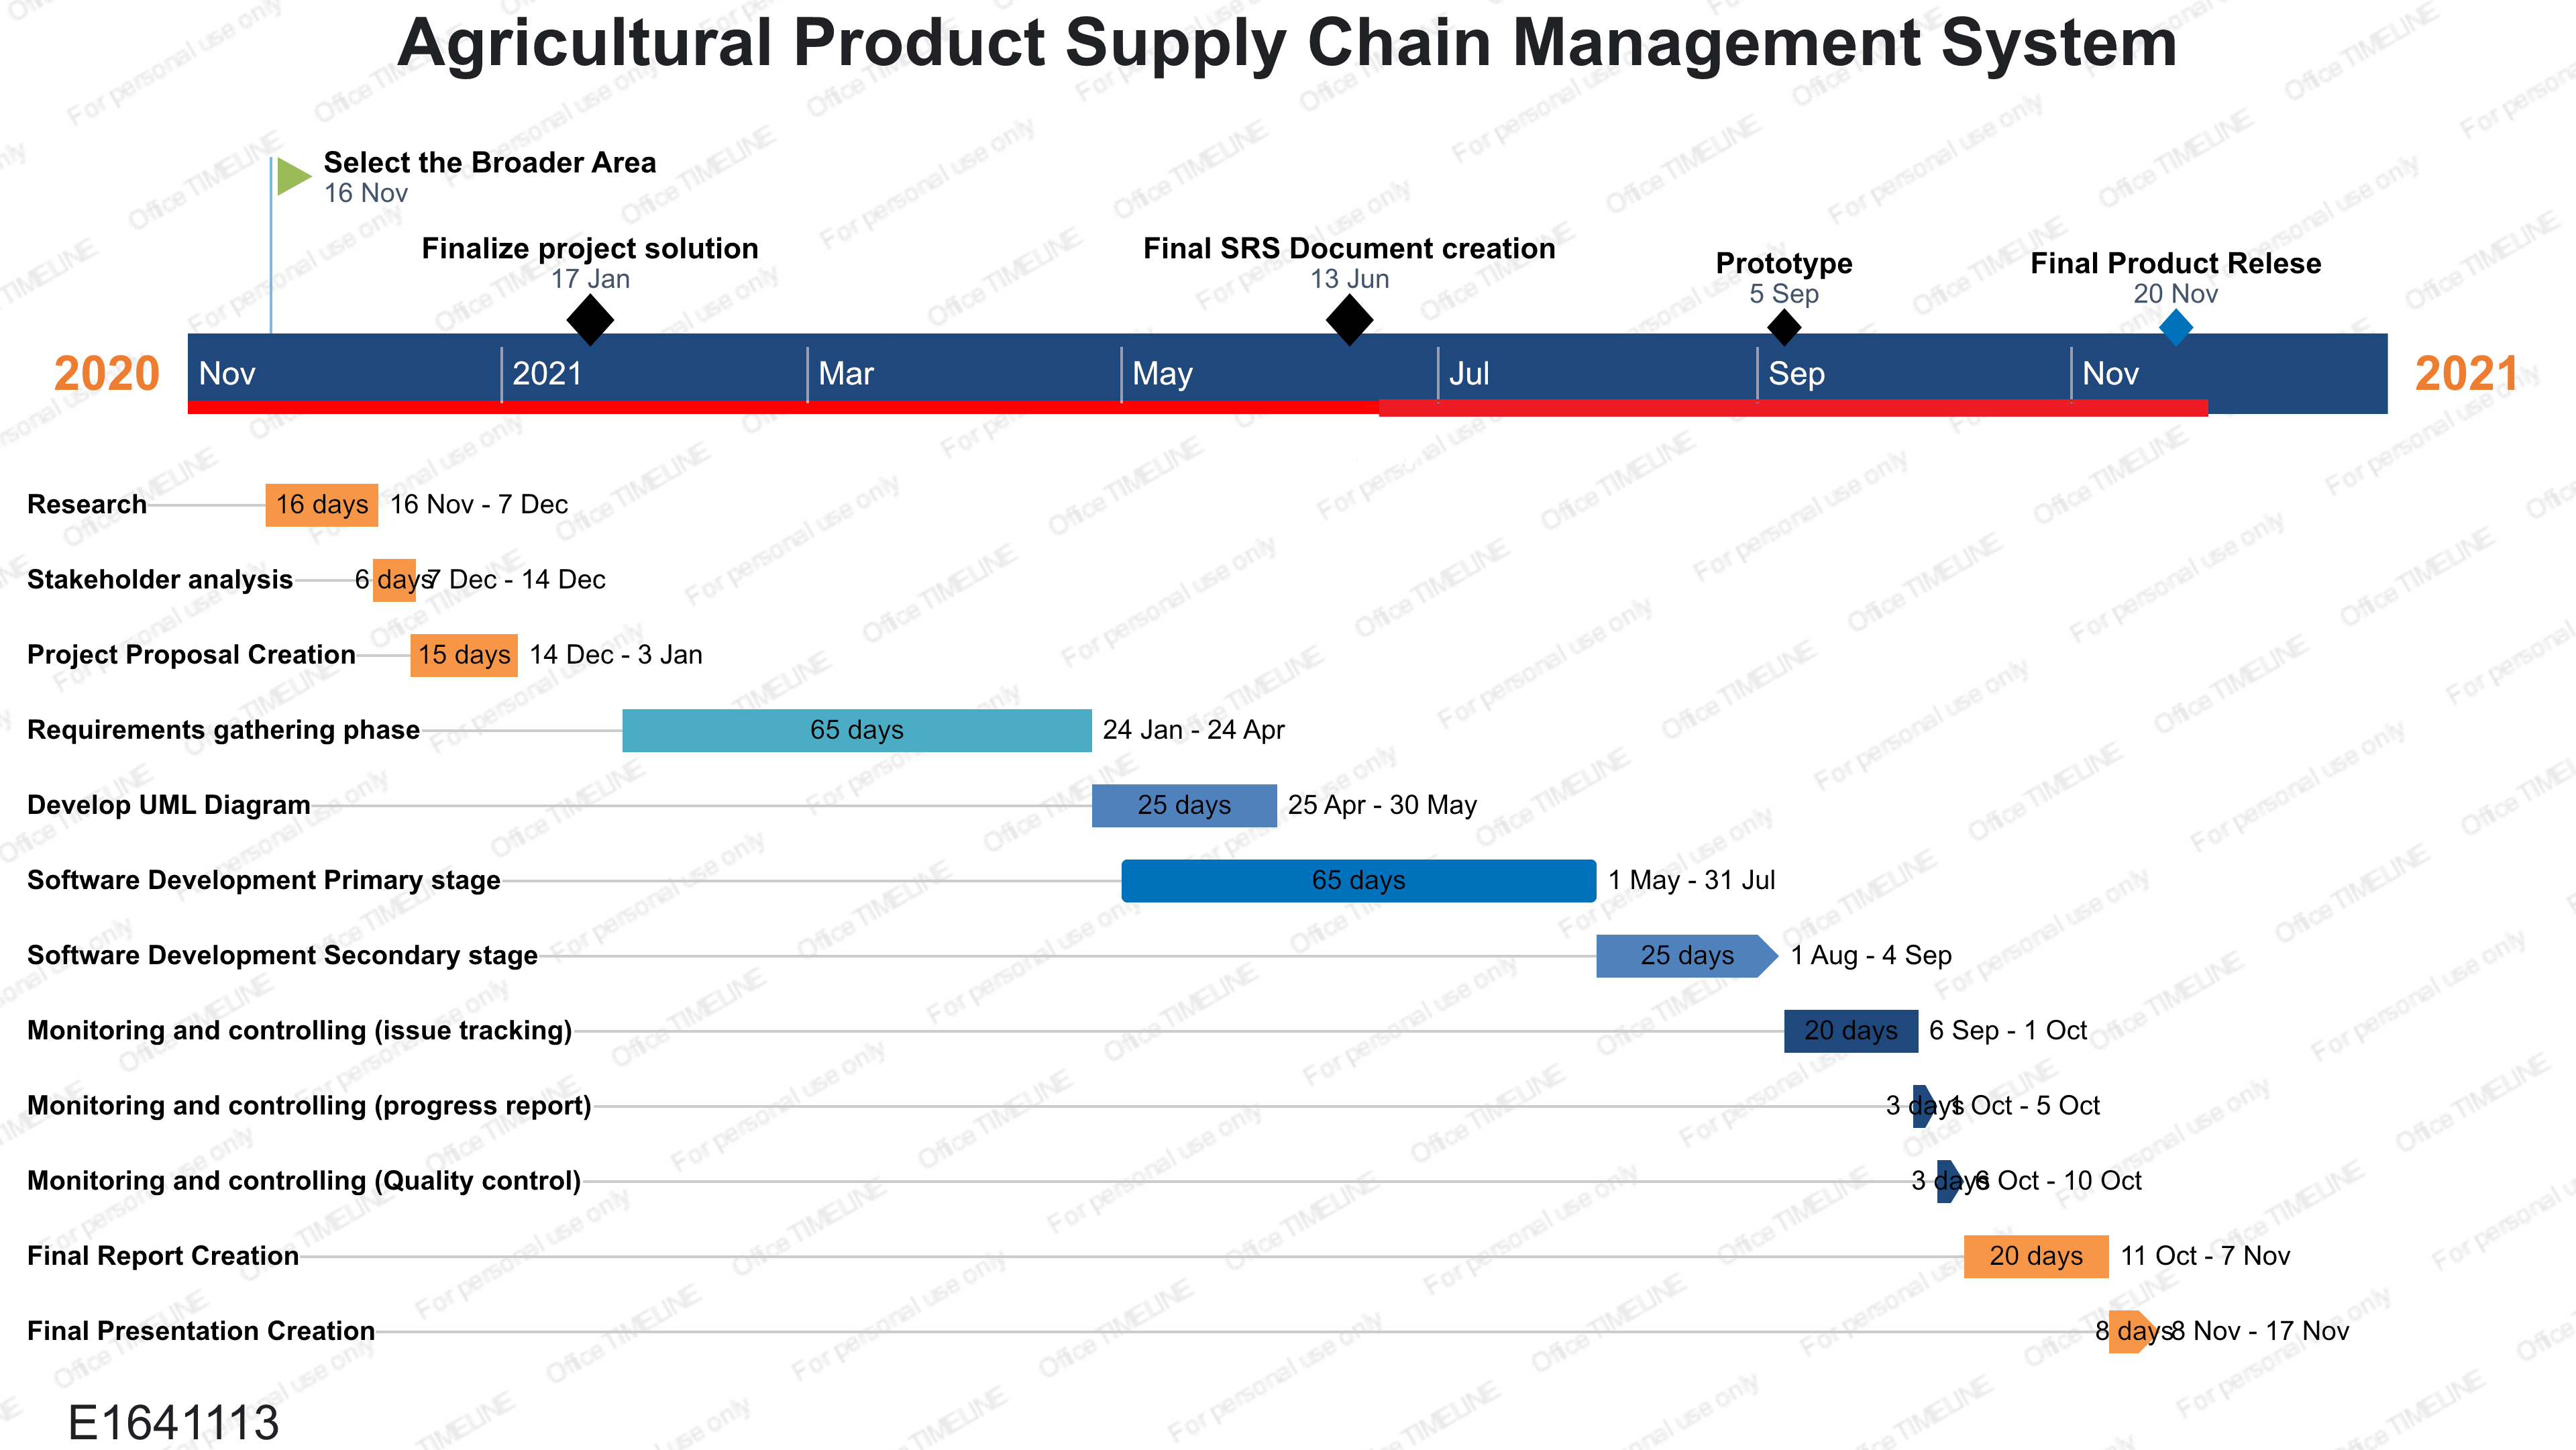 Agricultural Product Supply Chain Management System
Select the Broader Area
16 Nov
Finalize project solution
17 Jan
Final SRS Document creation
13 Jun
Prototype
5 Sep
Final Product Relese
20 Nov
2020 Nov 2021 Mar May Jul Sep Nov 2021
Research 16 days 16 Nov - 7 Dec
Stakeholder analysis 6 days 7 Dec - 14 Dec
Project Proposal Creation 15 days 14 Dec - 3 Jan
Requirements gathering phase 65 days 24 Jan - 24 Apr
Develop UML Diagram 25 days 25 Apr - 30 May
Software Development Primary stage 65 days 1 May - 31 Jul
Software Development Secondary stage 25 days 1 Aug - 4 Sep
Monitoring and controlling (issue tracking) 20 days 6 Sep - 1 Oct
Monitoring and controlling (progress report) 3 days 1 Oct - 5 Oct
Monitoring and controlling (Quality control) 3 days 6 Oct - 10 Oct
Final Report Creation 20 days 11 Oct - 7 Nov
Final Presentation Creation 8 days 8 Nov - 17 Nov
E1641113
For personal use only
Office TIMELINE